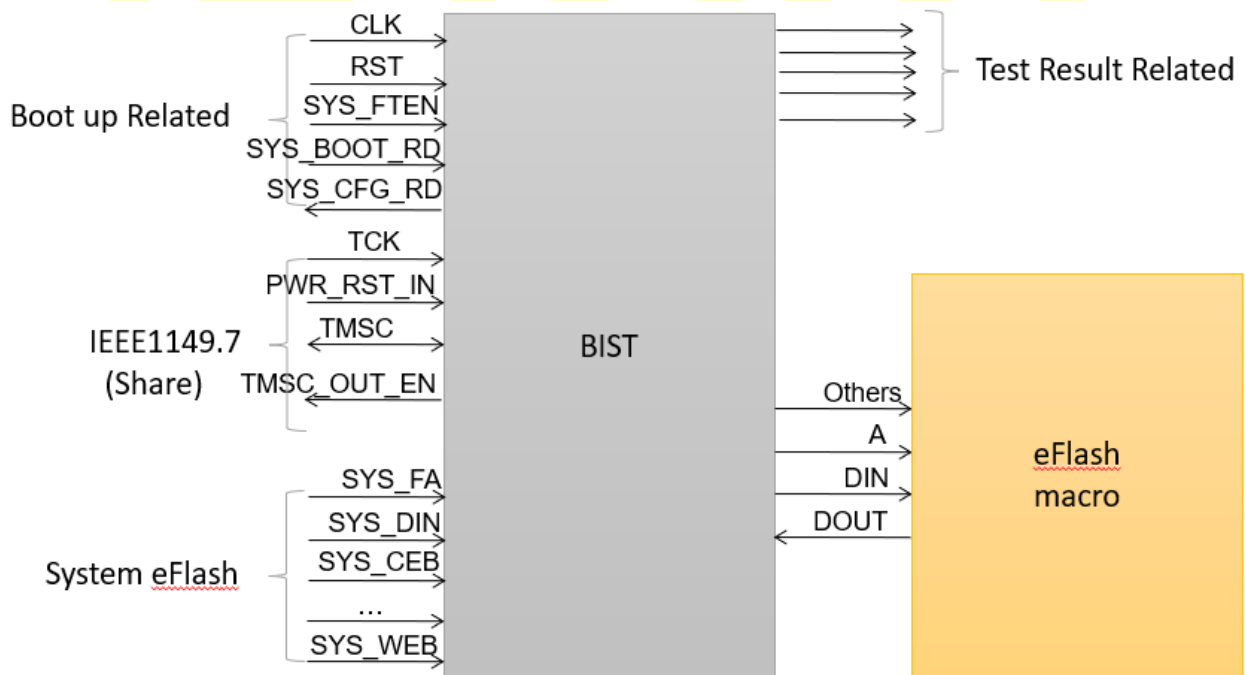 CLK
RST
SYS_FTEN
SYS_BOOT_RD
SYS_CFG_RD
Boot up Related
TCK
PWR_RST_IN
TMSC
TMSC_OUT_EN
IEEE1149.7
(Share)
SYS_FA
SYS_DIN
SYS_CEB
...
SYS_WEB
System eFlash
BIST
Test Result Related
Others
A
DIN
DOUT
eFlash
macro